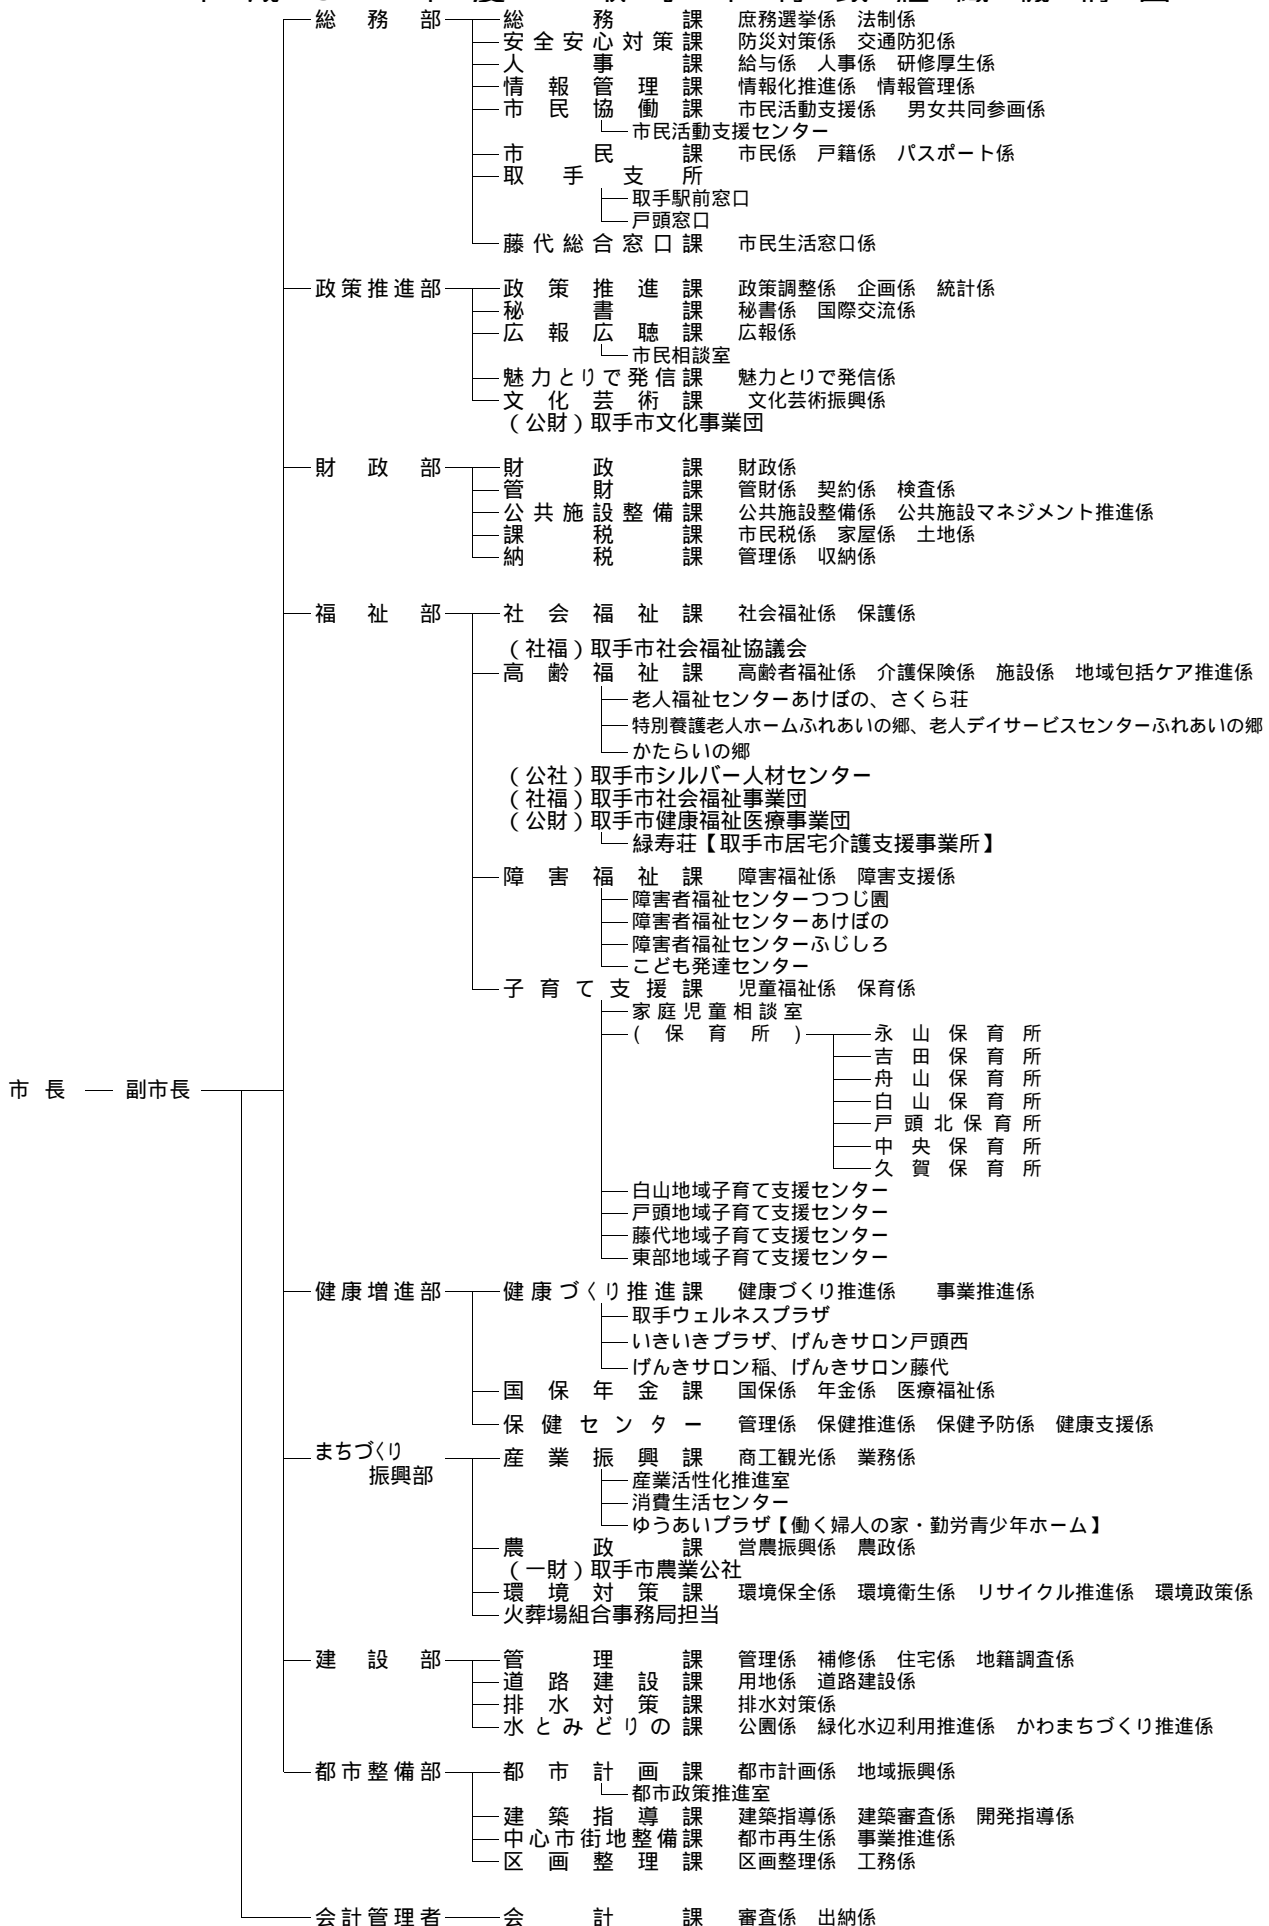 総務部 総務課 庶務選挙係 法制係
安全安心対策課 防災対策係 交通防犯係
人事課 給与係 人事係 研修厚生係
情報管理課 情報化推進係 情報管理係
市民協働課 市民活動支援係 男女共同参画係
市民活動支援センター
市民課 市民係 戸籍係 パスポート係
取手支所
取手駅前窓口
戸頭窓口
藤代総合窓口課 市民生活窓口係
政策推進部 政策推進課 政策調整係 企画係 統計係
秘書課 秘書係 国際交流係
広報広聴課 広報係
市民相談室
魅力とりで発信課 魅力とりで発信係
文化芸術課 文化芸術振興係
（公財）取手市文化事業団
財政部 財政課 財政係
管財課 管財係 契約係 検査係
公共施設整備課 公共施設整備係 公共施設マネジメント推進係
課税課 市民税係 家屋係 土地係
納税課 管理係 収納係
福祉部 社会福祉課 社会福祉係 保護係
（社福）取手市社会福祉協議会
高齢福祉課 高齢者福祉係 介護保険係 施設係 地域包括ケア推進係
老人福祉センターあけぼの、さくら荘
特別養護老人ホームふれあいの郷、老人デイサービスセンターふれあいの郷
かたらいの郷
（公社）取手市シルバー人材センター
（社福）取手市社会福祉事業団
（公財）取手市健康福祉医療事業団
緑寿荘【取手市居宅介護支援事業所】
障害福祉課 障害福祉係 障害支援係
障害者福祉センターつつじ園
障害者福祉センターあけぼの
障害者福祉センターふじしろ
こども発達センター
子育て支援課 児童福祉係 保育係
家庭児童相談室
(保育所) 永山保育所
吉田保育所
舟山保育所
市長 副市長 白山保育所
戸頭北保育所
中央保育所
久賀保育所
白山地域子育て支援センター
戸頭地域子育て支援センター
藤代地域子育て支援センター
東部地域子育て支援センター
健康増進部 健康づくり推進課 健康づくり推進係 事業推進係
取手ウェルネスプラザ
いきいきプラザ、げんきサロン戸頭西
げんきサロン稲、げんきサロン藤代
国保年金課 国保係 年金係 医療福祉係
保健センター 管理係 保健推進係 保健予防係 健康支援係
まちづくり
振興部 産業振興課 商工観光係 業務係
産業活性化推進室
消費生活センター
ゆうあいプラザ【働く婦人の家・勤労青少年ホーム】
農政課 営農振興係 農政係
（一財）取手市農業公社
環境対策課 環境保全係 環境衛生係 リサイクル推進係 環境政策係
火葬場組合事務局担当
建設部 管理課 管理係 補修係 住宅係 地籍調査係
道路建設課 用地係 道路建設係
排水対策課 排水対策係
水とみどりの課 公園係 緑化水辺利用推進係 かわまちづくり推進係
都市整備部 都市計画課 都市計画係 地域振興係
都市政策推進室
建築指導課 建築指導係 建築審査係 開発指導係
中心市街地整備課 都市再生係 事業推進係
区画整理課 区画整理係 工務係
会計管理者 会計課 審査係 出納係